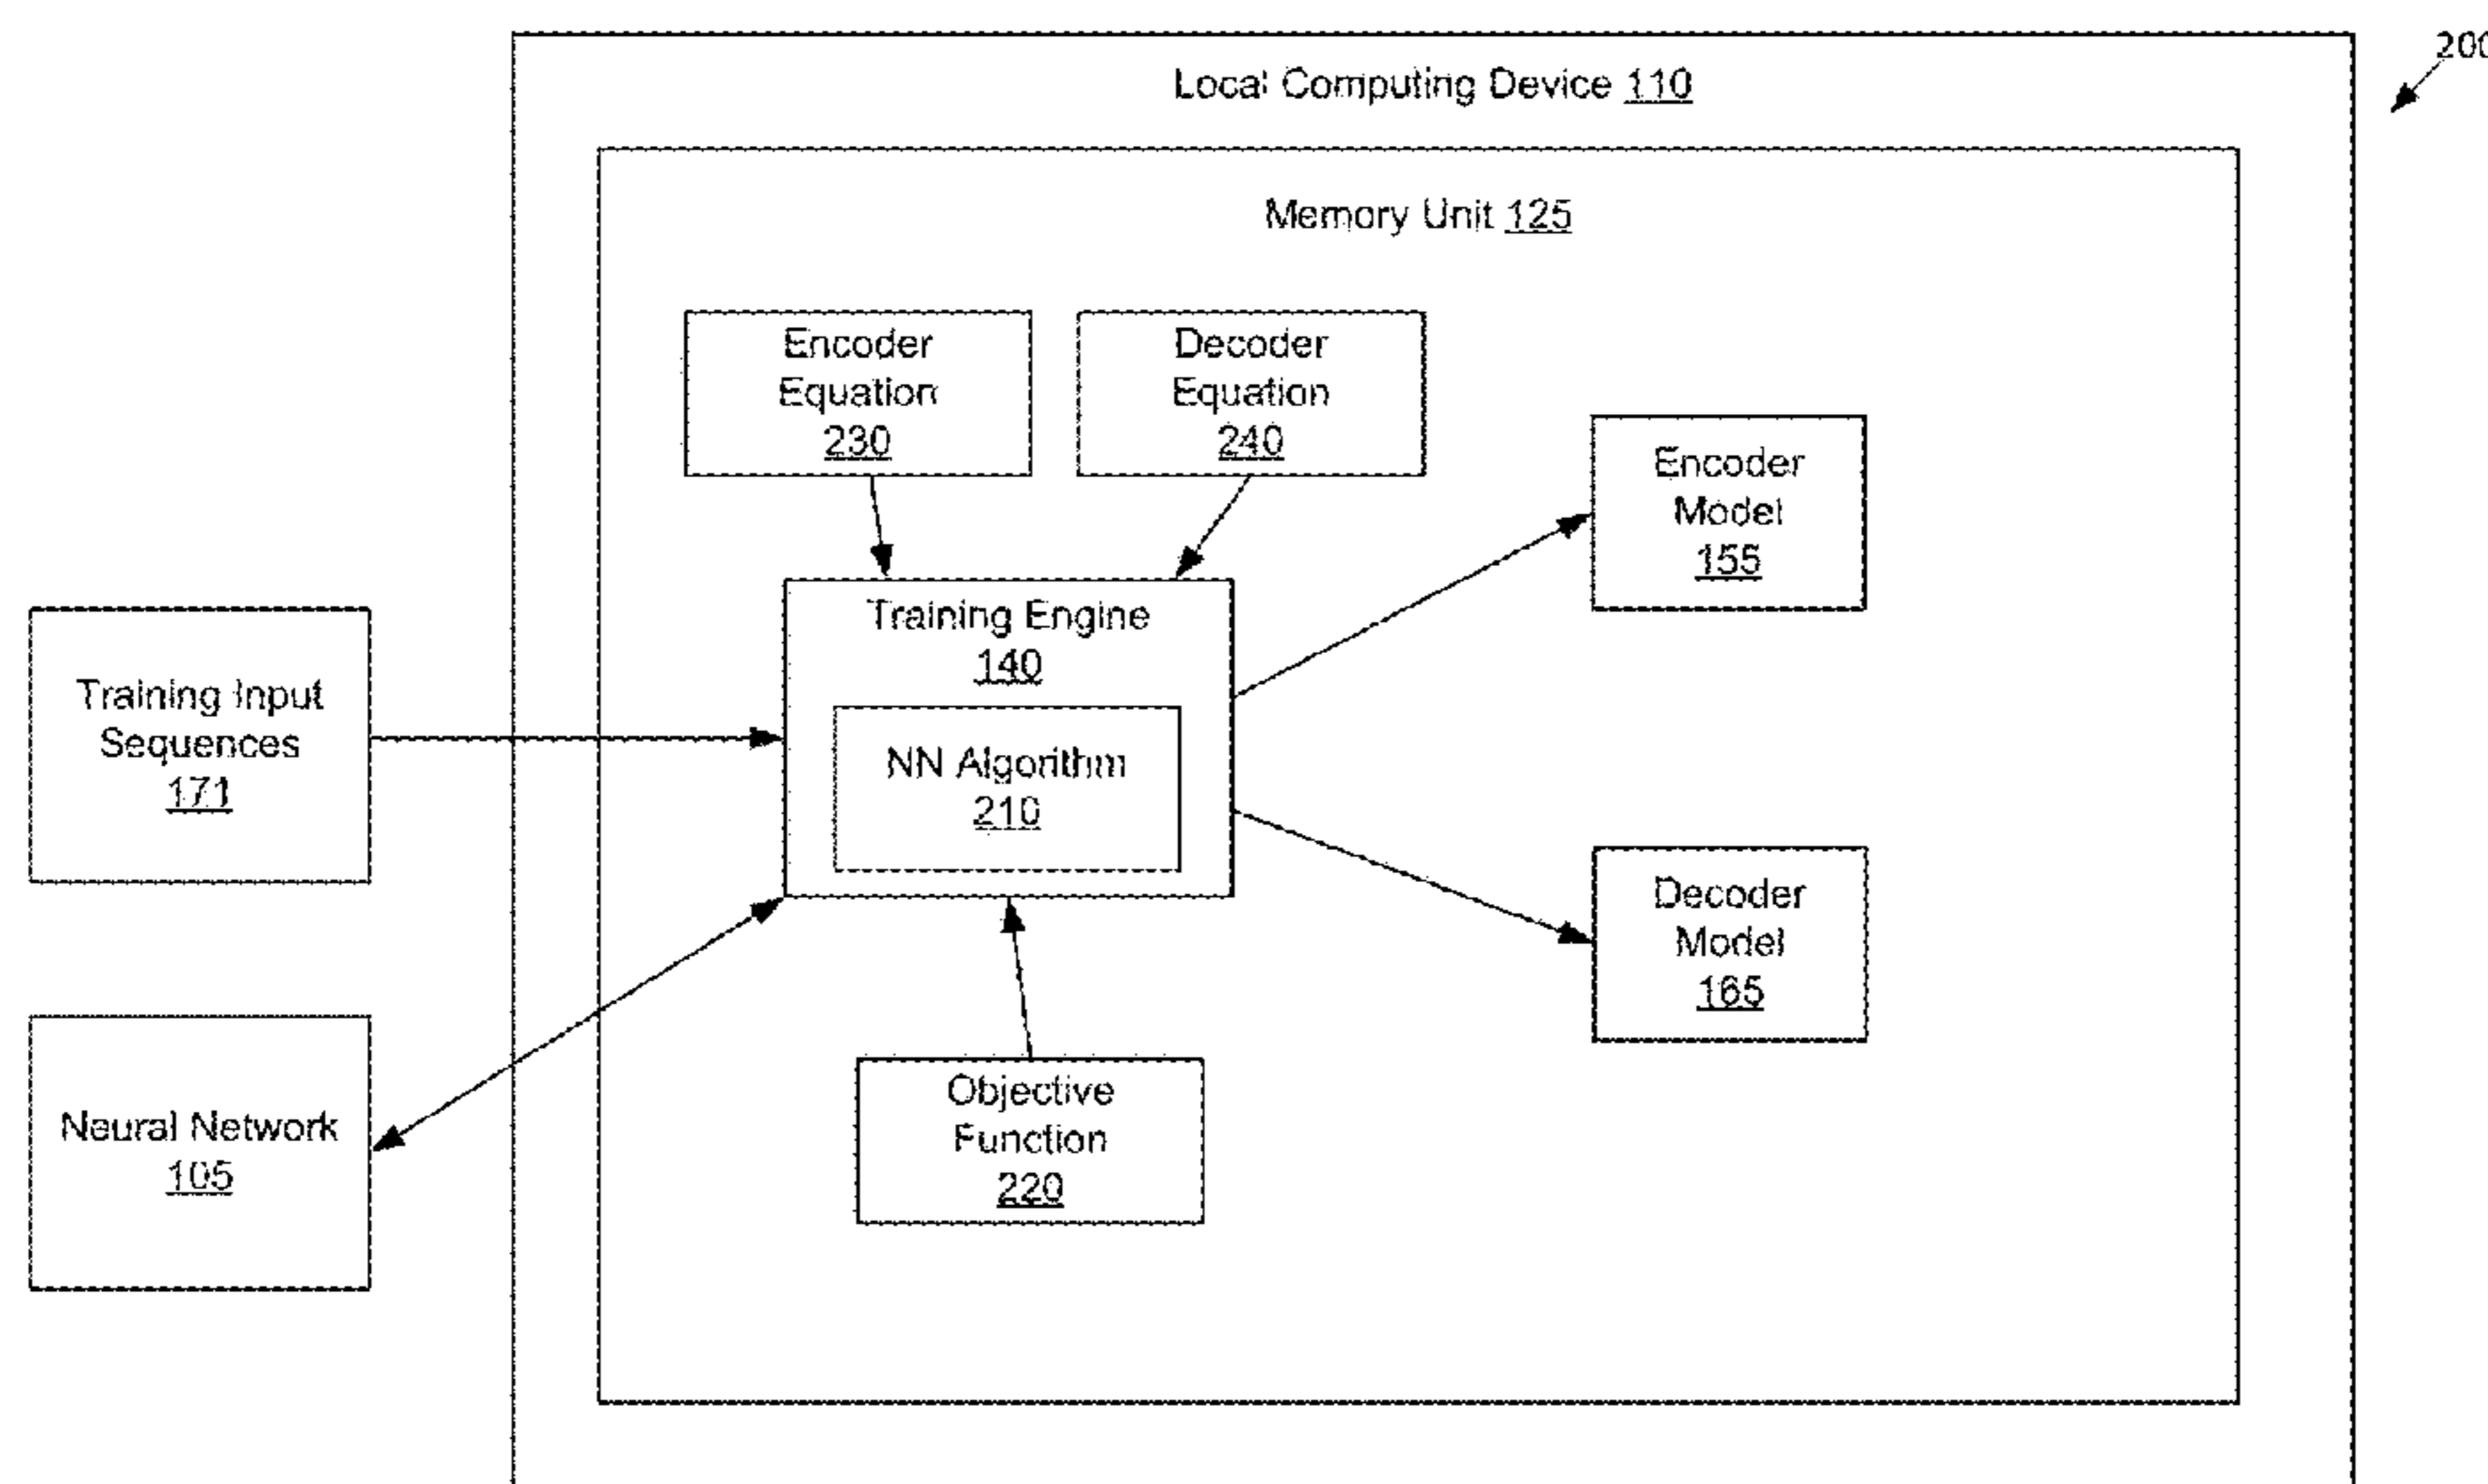 200
Local Computing Device 110
Memory Unit 125
Encoder
Equation
230
Decoder
Equation
240
Encoder
Model
155
Training Engine
140
Training Input
Sequences
171
NN Algorithm
210
Decoder
Model
165
Objective
Function
220
Neural Network
105